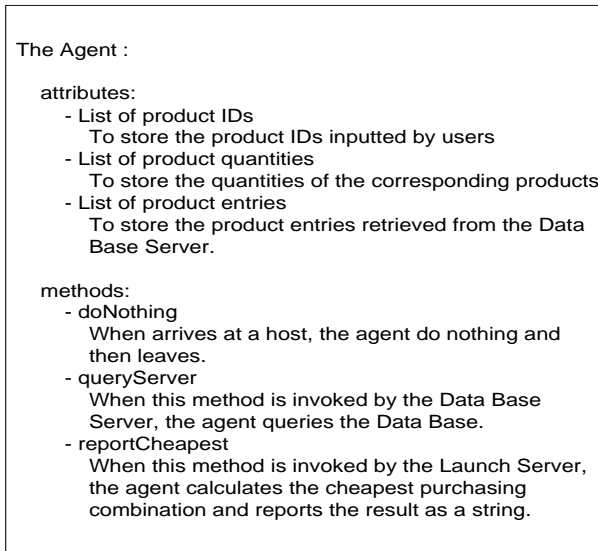 The Agent :
attributes:
- List of product IDs
To store the product IDs inputted by users
- List of product quantities
To store the quantities of the corresponding products
- List of product entries
To store the product entries retrieved from the Data
Base Server.
methods:
- doNothing
When arrives at a host, the agent do nothing and
then leaves.
- queryServer
When this method is invoked by the Data Base
Server, the agent queries the Data Base.
- reportCheapest
When this method is invoked by the Launch Server,
the agent calculates the cheapest purchasing
combination and reports the result as a string.